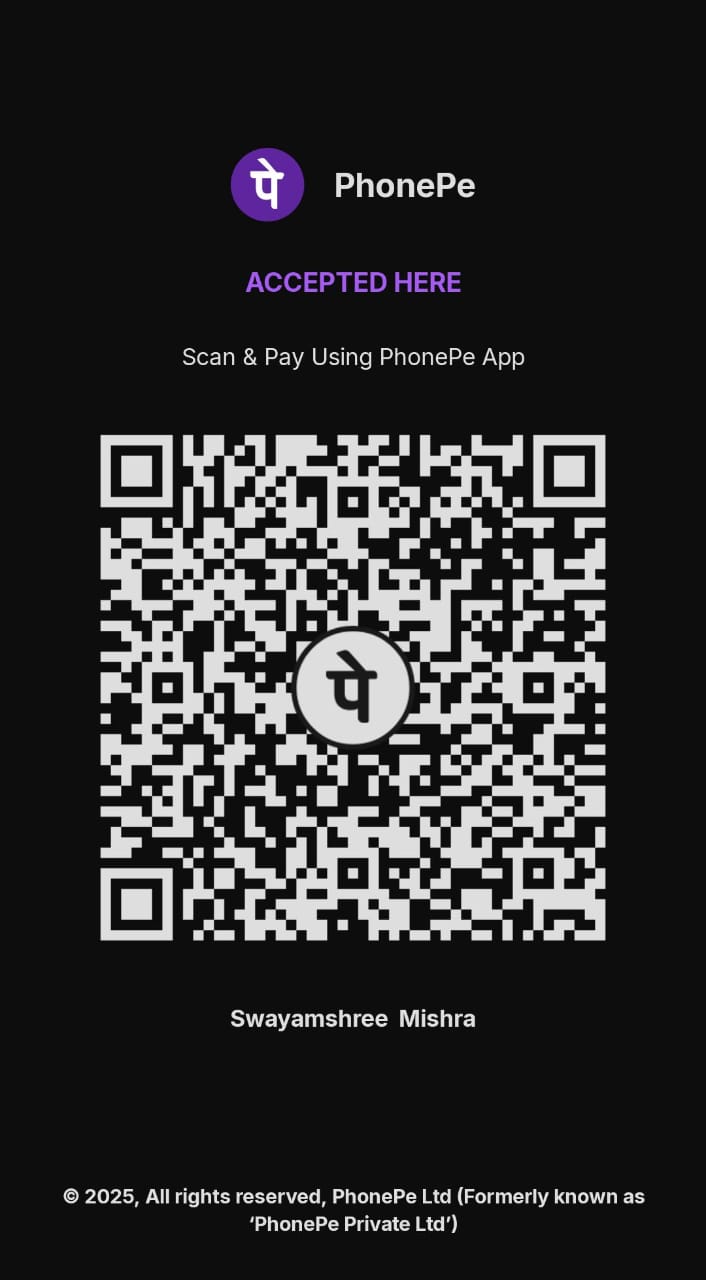 पे
PhonePe
ACCEPTED HERE
Scan & Pay Using PhonePe App
पे
Swayamshree Mishra
© 2025, All rights reserved, PhonePe Ltd (Formerly known as
‘PhonePe Private Ltd’)